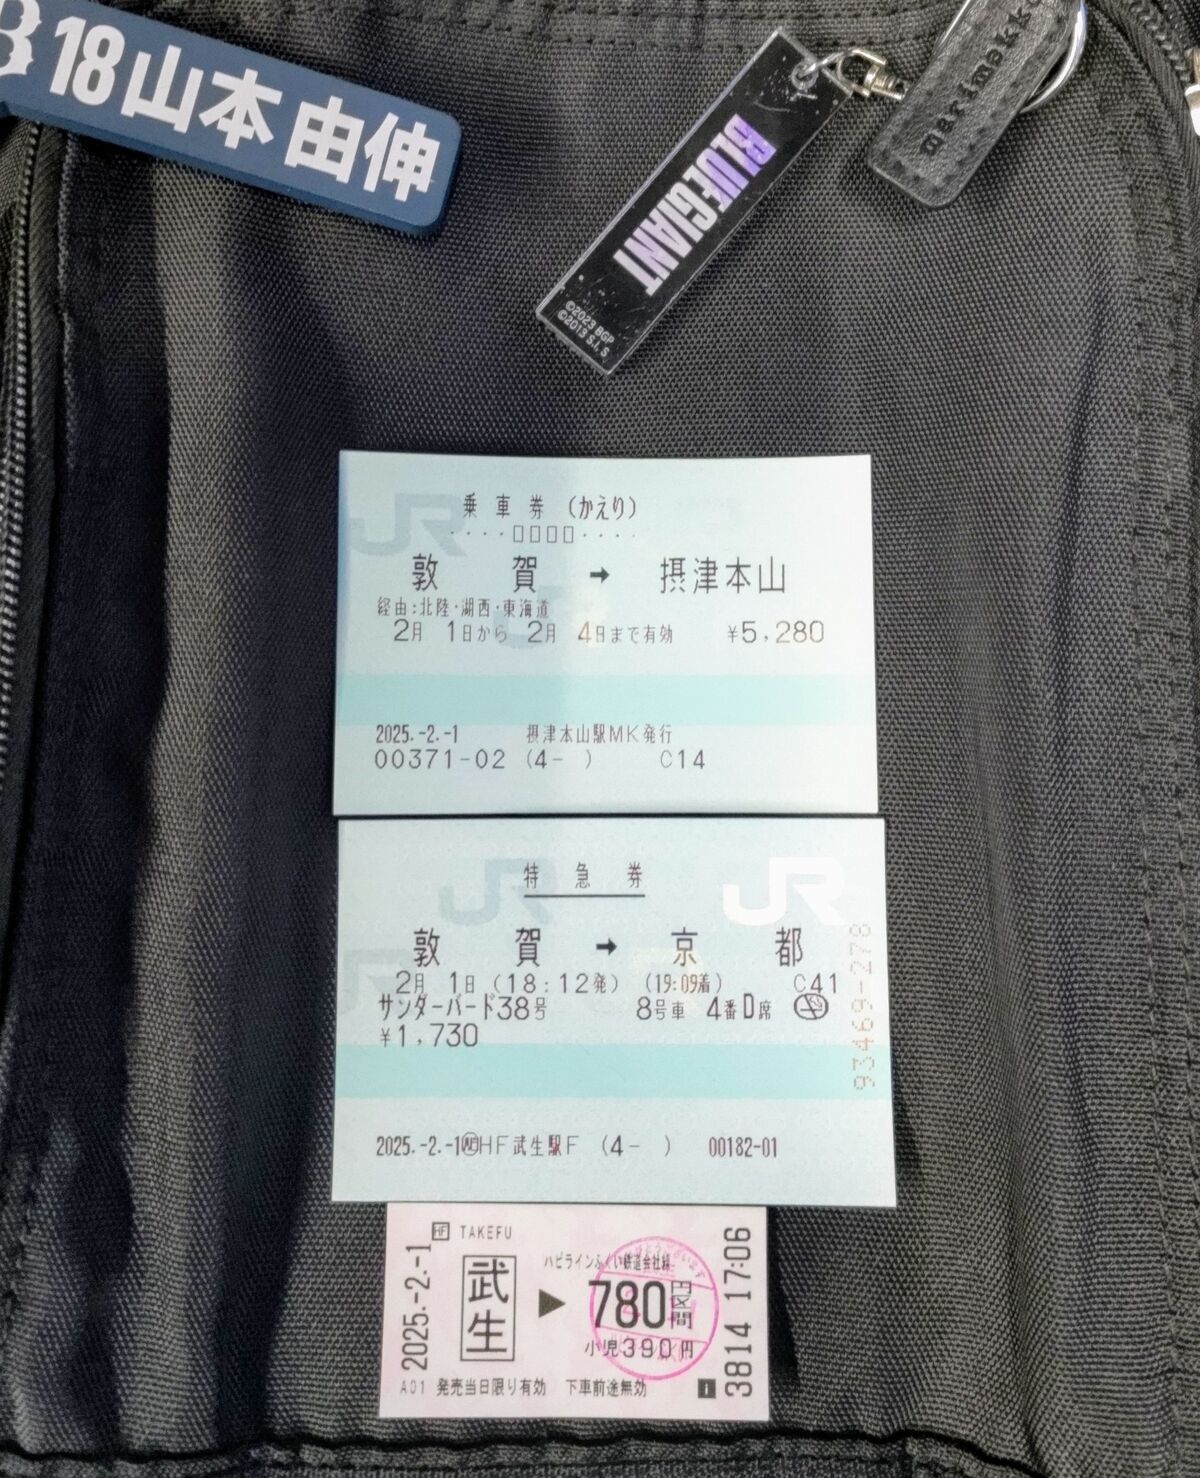 B 18 山本 由伸
BLUE GIANT
©2023 BGP
©2013 S.I, S
marimekko
JR
乗車券 (かえり)
····□□□□····
敦賀 → 摂津本山
経由:北陸・湖西・東海道
2月 1日から 2月 4日まで有効 ¥5,280
2025.-2.-1 摂津本山駅MK発行
00371-02 (4- ) C14
JR JR
特急券
敦賀 → 京都
2月 1日 (18:12発) (19:09着) C41
サンダーバード38号 8号車 4番D席
¥1,730
93469-278
2025.-2.-1 HF武生駅F (4- ) 00182-01
HF TAKEFU
2025.-2.-1
武生
ハピラインふくい鉄道会社線
▶ 780円区間
小児390円
A01 発売当日限り有効 下車前途無効
3814 17:06